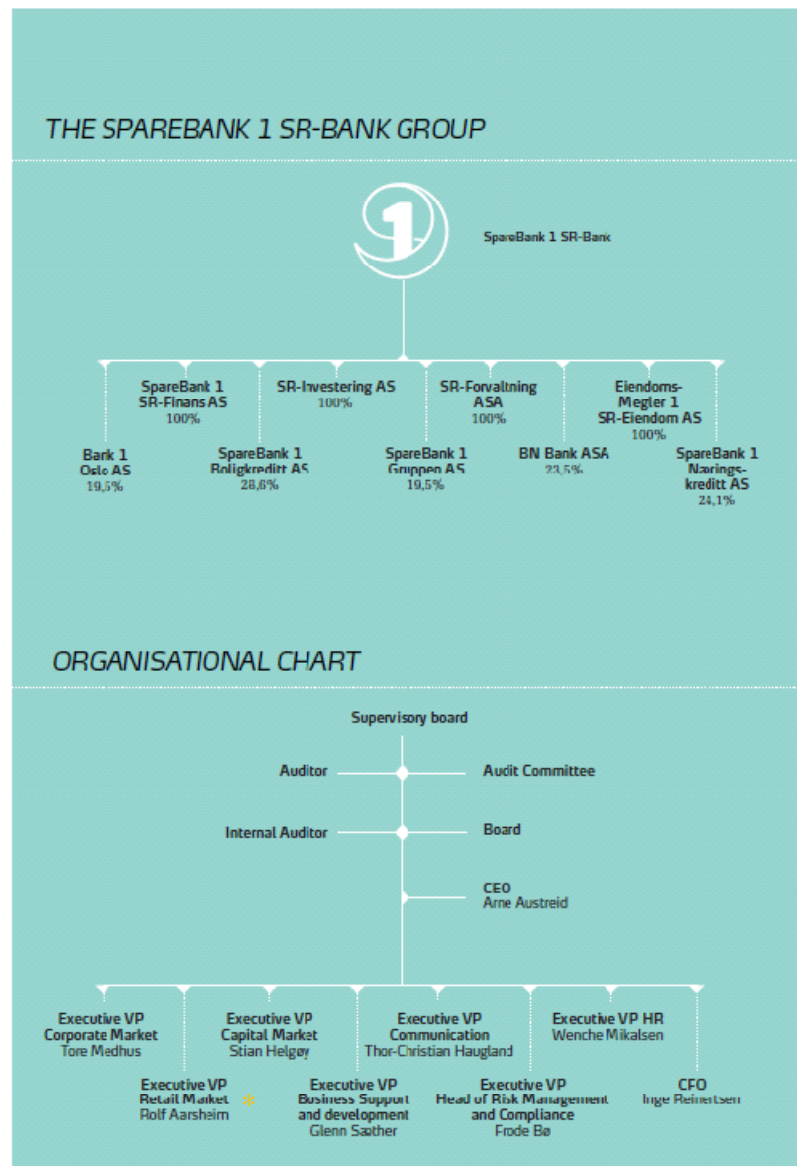 THE SPAREBANK 1 SR-BANK GROUP
1
SpareBank 1 SR-Bank
SpareBank 1
SR-Finans AS
100%
SR-Investering AS
100%
SR-Forvaltning
ASA
100%
Eiendoms-
Megler 1
SR-Eiendom AS
100%
Bank 1
Oslo AS
19,5%
SpareBank 1
Boligkreditt AS
28,6%
SpareBank 1
Gruppen AS
19,5%
BN Bank ASA
23,5%
SpareBank 1
Nærings-
kreditt AS
24,1%
ORGANISATIONAL CHART
Supervisory board
Auditor
Audit Committee
Internal Auditor
Board
CEO
Arne Austreid
Executive VP
Corporate Market
Tore Medhus
Executive VP
Capital Market
Stian Helgøy
Executive VP
Communication
Thor-Christian Haugland
Executive VP HR
Wenche Mikalsen
Executive VP
Retail Market
Rolf Aarsheim
Executive VP
Business Support
and development
Glenn Sæther
Executive VP
Head of Risk Management
and Compliance
Frode Bø
CFO
Inge Reinertsen